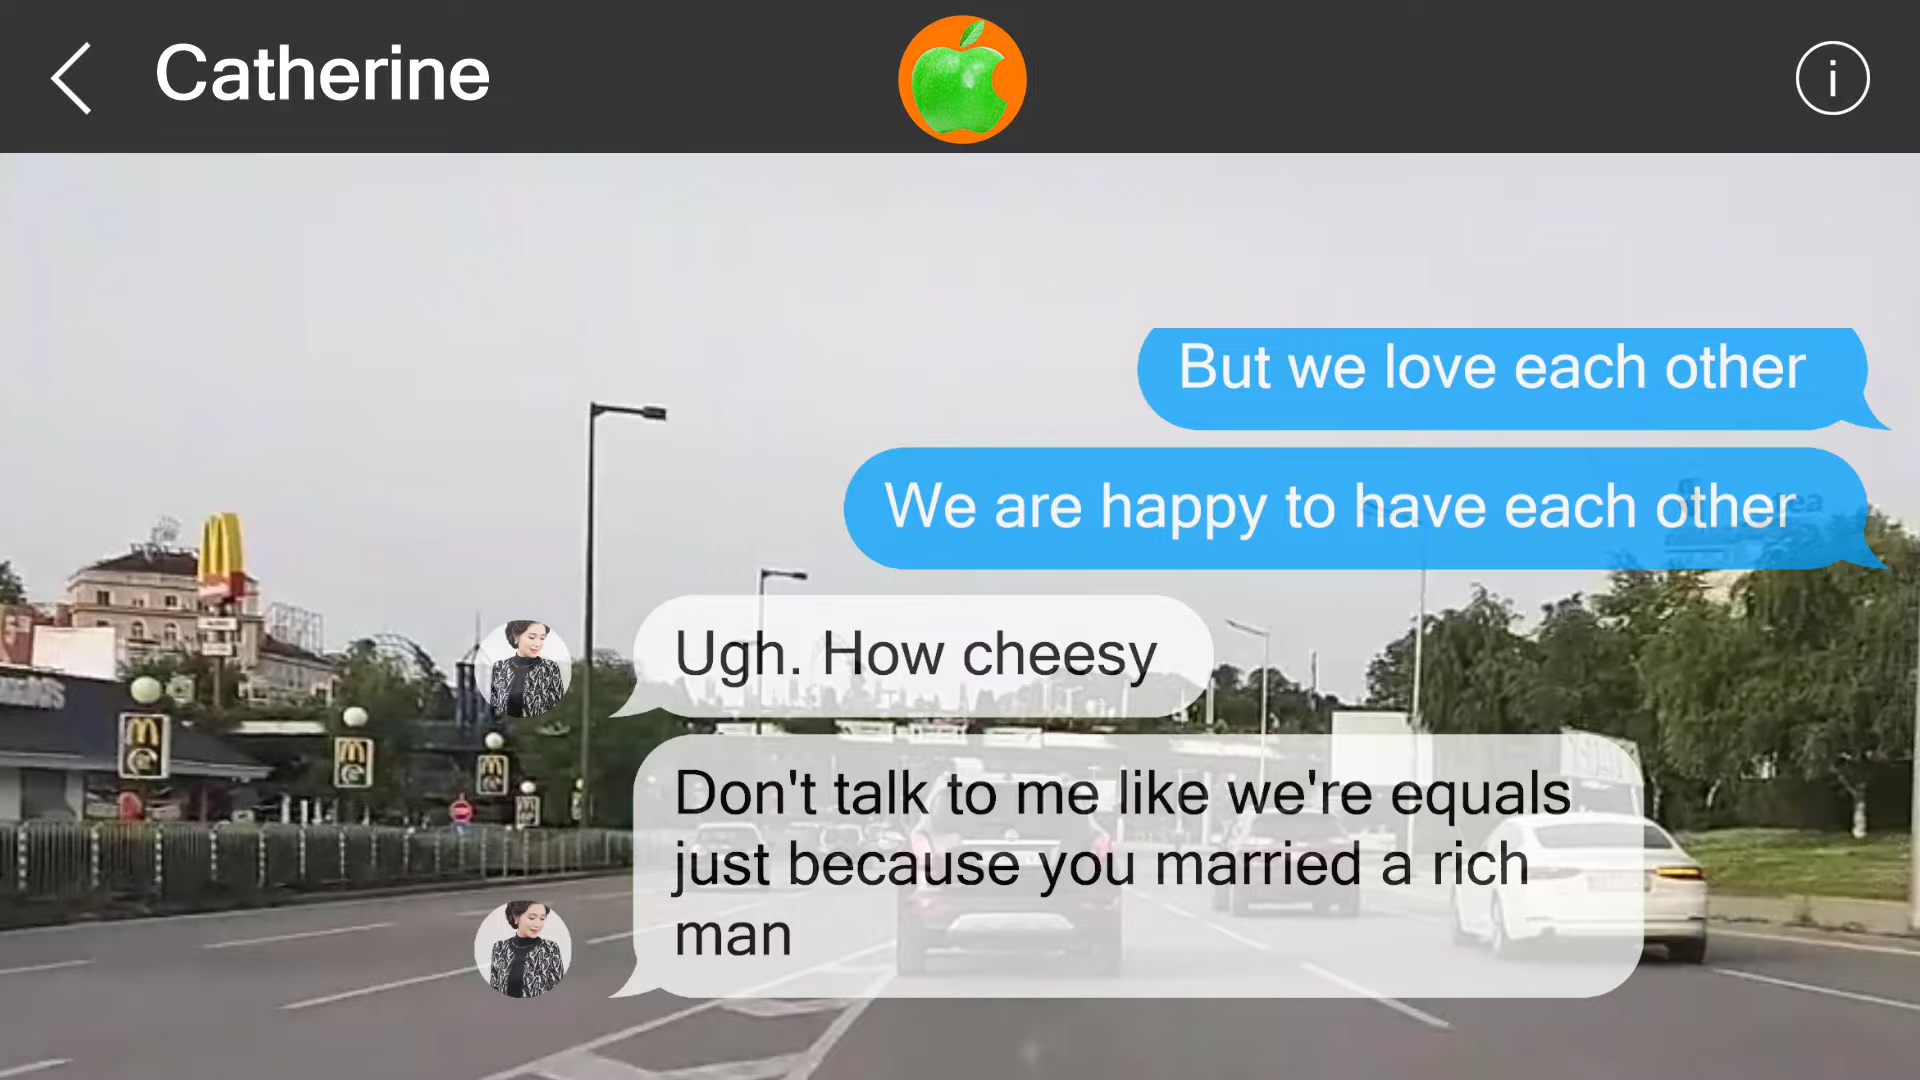 Catherine
i
But we love each other
We are happy to have each other
Ugh. How cheesy
Don't talk to me like we're equals
just because you married a rich
man